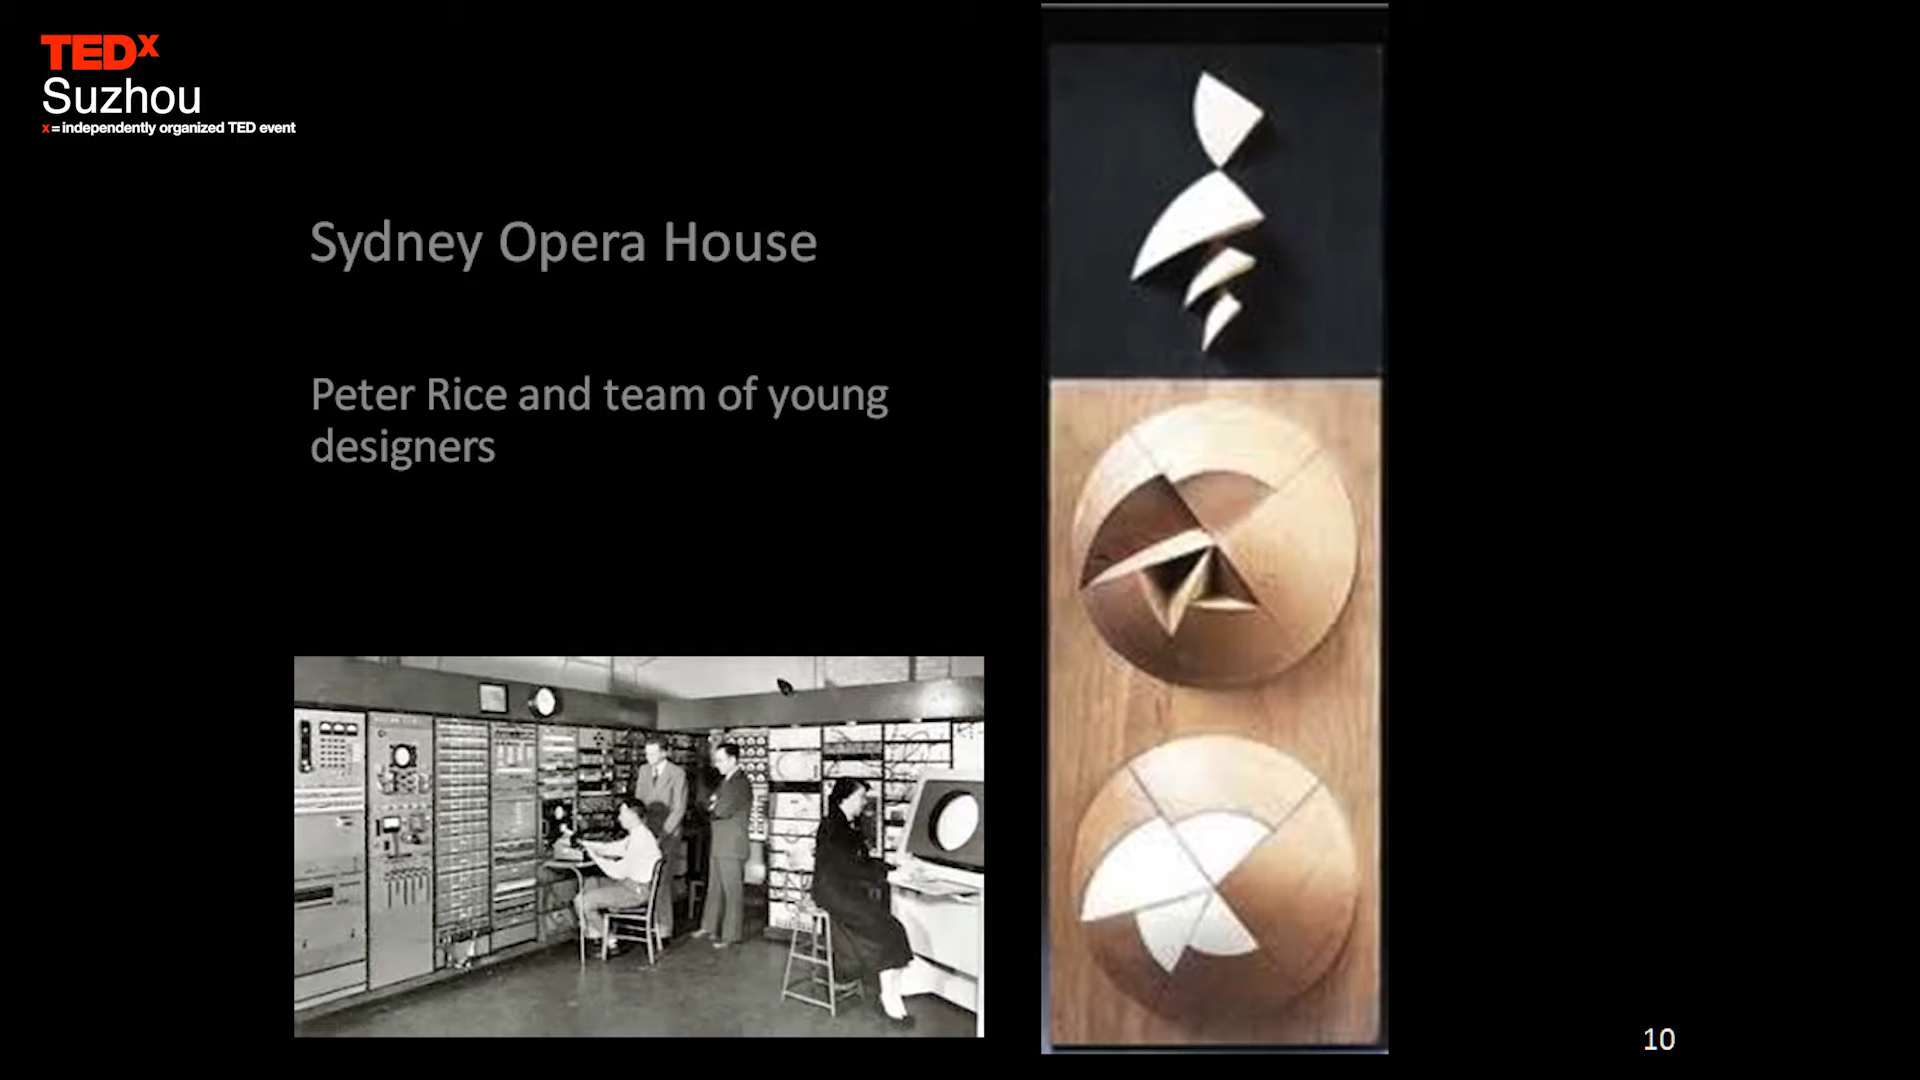 TEDx
Suzhou
x=independently organized TED event
Sydney Opera House
Peter Rice and team of young
designers
10